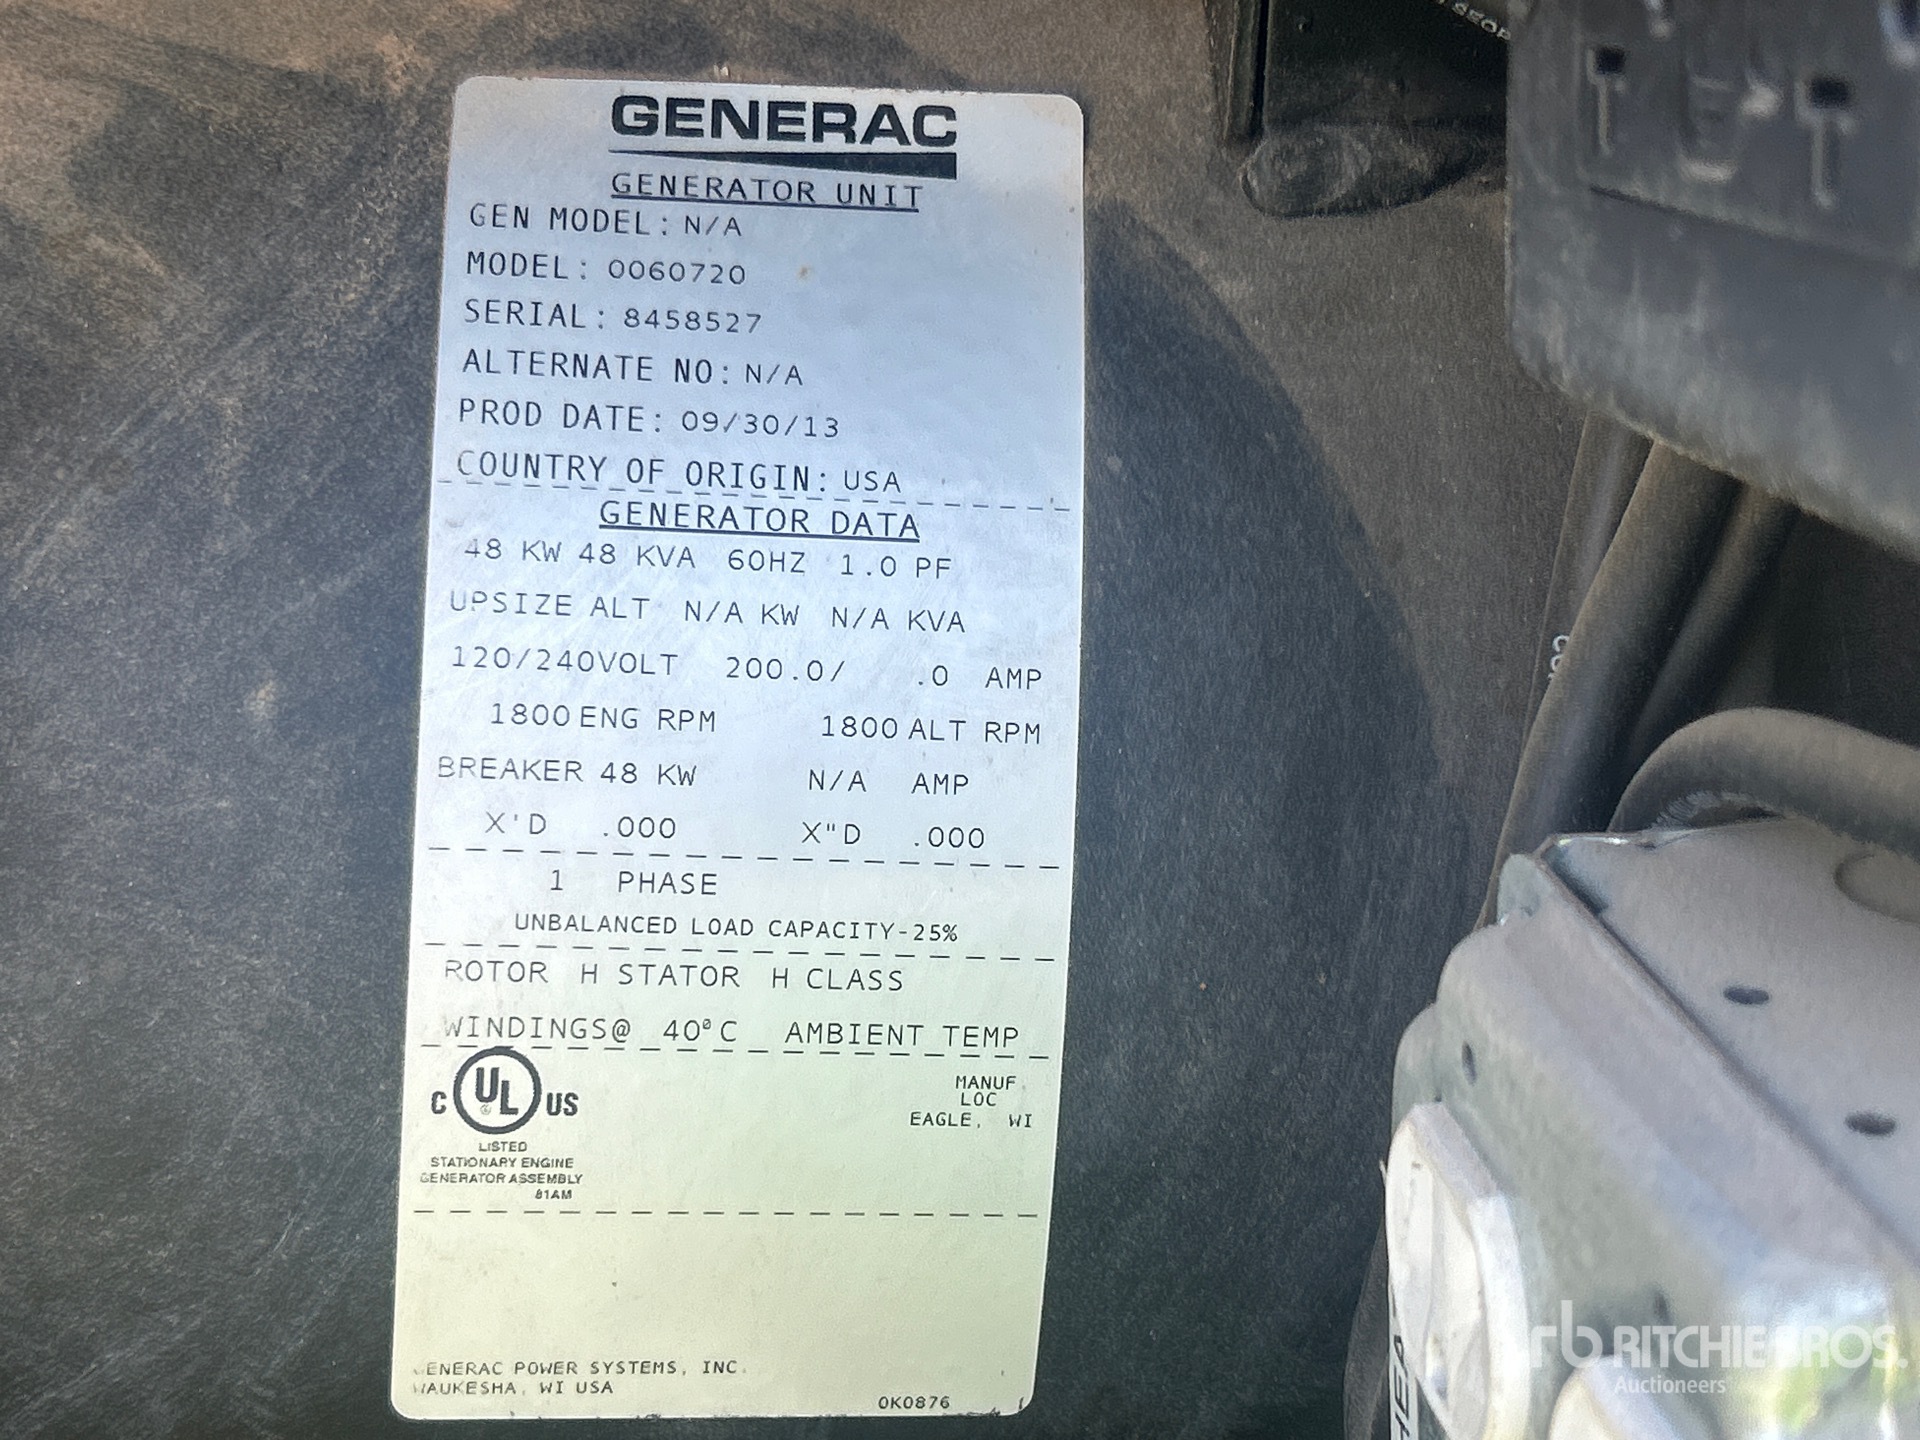 GENERAC
GENERATOR UNIT
GEN MODEL: N/A
MODEL: 0060720
SERIAL: 8458527
ALTERNATE NO: N/A
PROD DATE: 09/30/13
COUNTRY OF ORIGIN: USA
GENERATOR DATA
48 KW 48 KVA 60HZ 1.0 PF
UPSIZE ALT N/A KW N/A KVA
120/240VOLT 200.0/ .0 AMP
1800 ENG RPM 1800 ALT RPM
BREAKER 48 KW N/A AMP
X'D .000 X"D .000
1 PHASE
UNBALANCED LOAD CAPACITY-25%
ROTOR H STATOR H CLASS
WINDINGS@ 40°C AMBIENT TEMP
C UL US
LISTED
STATIONARY ENGINE
GENERATOR ASSEMBLY
81AM
MANUF
LOC
EAGLE, WI
GENERAC POWER SYSTEMS, INC.
WAUKESHA, WI USA
0K0876
rb RITCHIE BROS.
Auctioneers